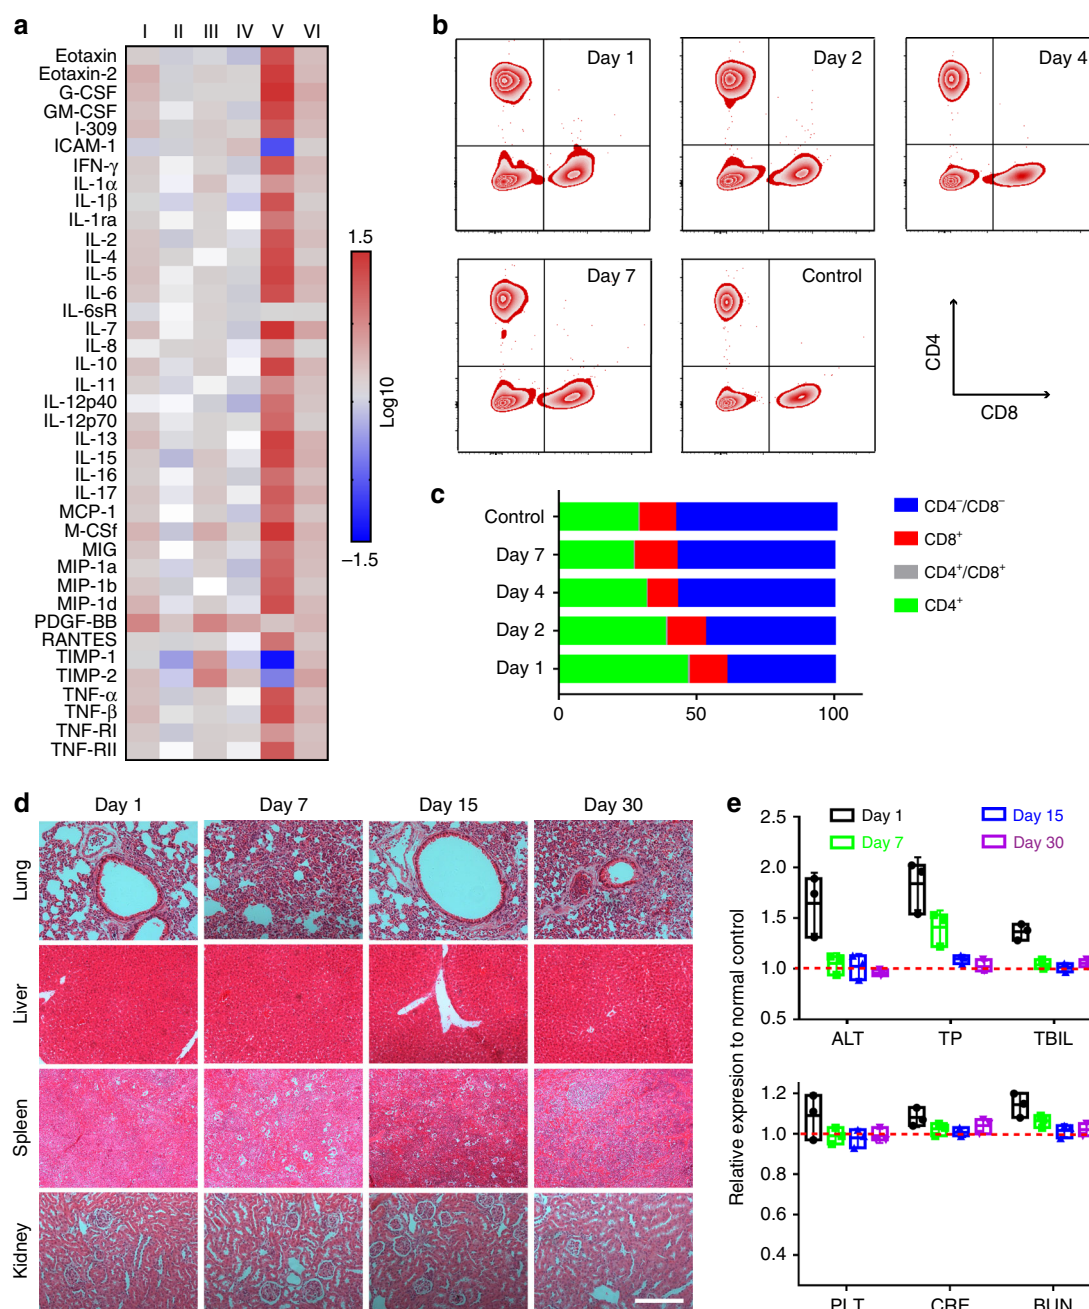 a
I II III IV V VI
Eotaxin
Eotaxin-2
G-CSF
GM-CSF
I-309
ICAM-1
IFN-γ
IL-1α
IL-1β
IL-1ra
IL-2
IL-4
IL-5
IL-6
IL-6sR
IL-7
IL-8
IL-10
IL-11
IL-12p40
IL-12p70
IL-13
IL-15
IL-16
IL-17
MCP-1
M-CSf
MIG
MIP-1a
MIP-1b
MIP-1d
PDGF-BB
RANTES
TIMP-1
TIMP-2
TNF-α
TNF-β
TNF-RI
TNF-RII
1.5
Log10
−1.5
b
Day 1
Day 2
Day 4
Day 7
Control
CD4
CD8
c
Control
Day 7
Day 4
Day 2
Day 1
0 50 100
CD4⁻/CD8⁻
CD8⁺
CD4⁺/CD8⁺
CD4⁺
d
Day 1 Day 7 Day 15 Day 30
Lung
Liver
Spleen
Kidney
e
Relative expresion to normal control
2.5
2.0
1.5
1.0
0.5
Day 1
Day 7
Day 15
Day 30
ALT TP TBIL
1.2
1.0
0.8
0.6
0.4
PLT CRE BUN